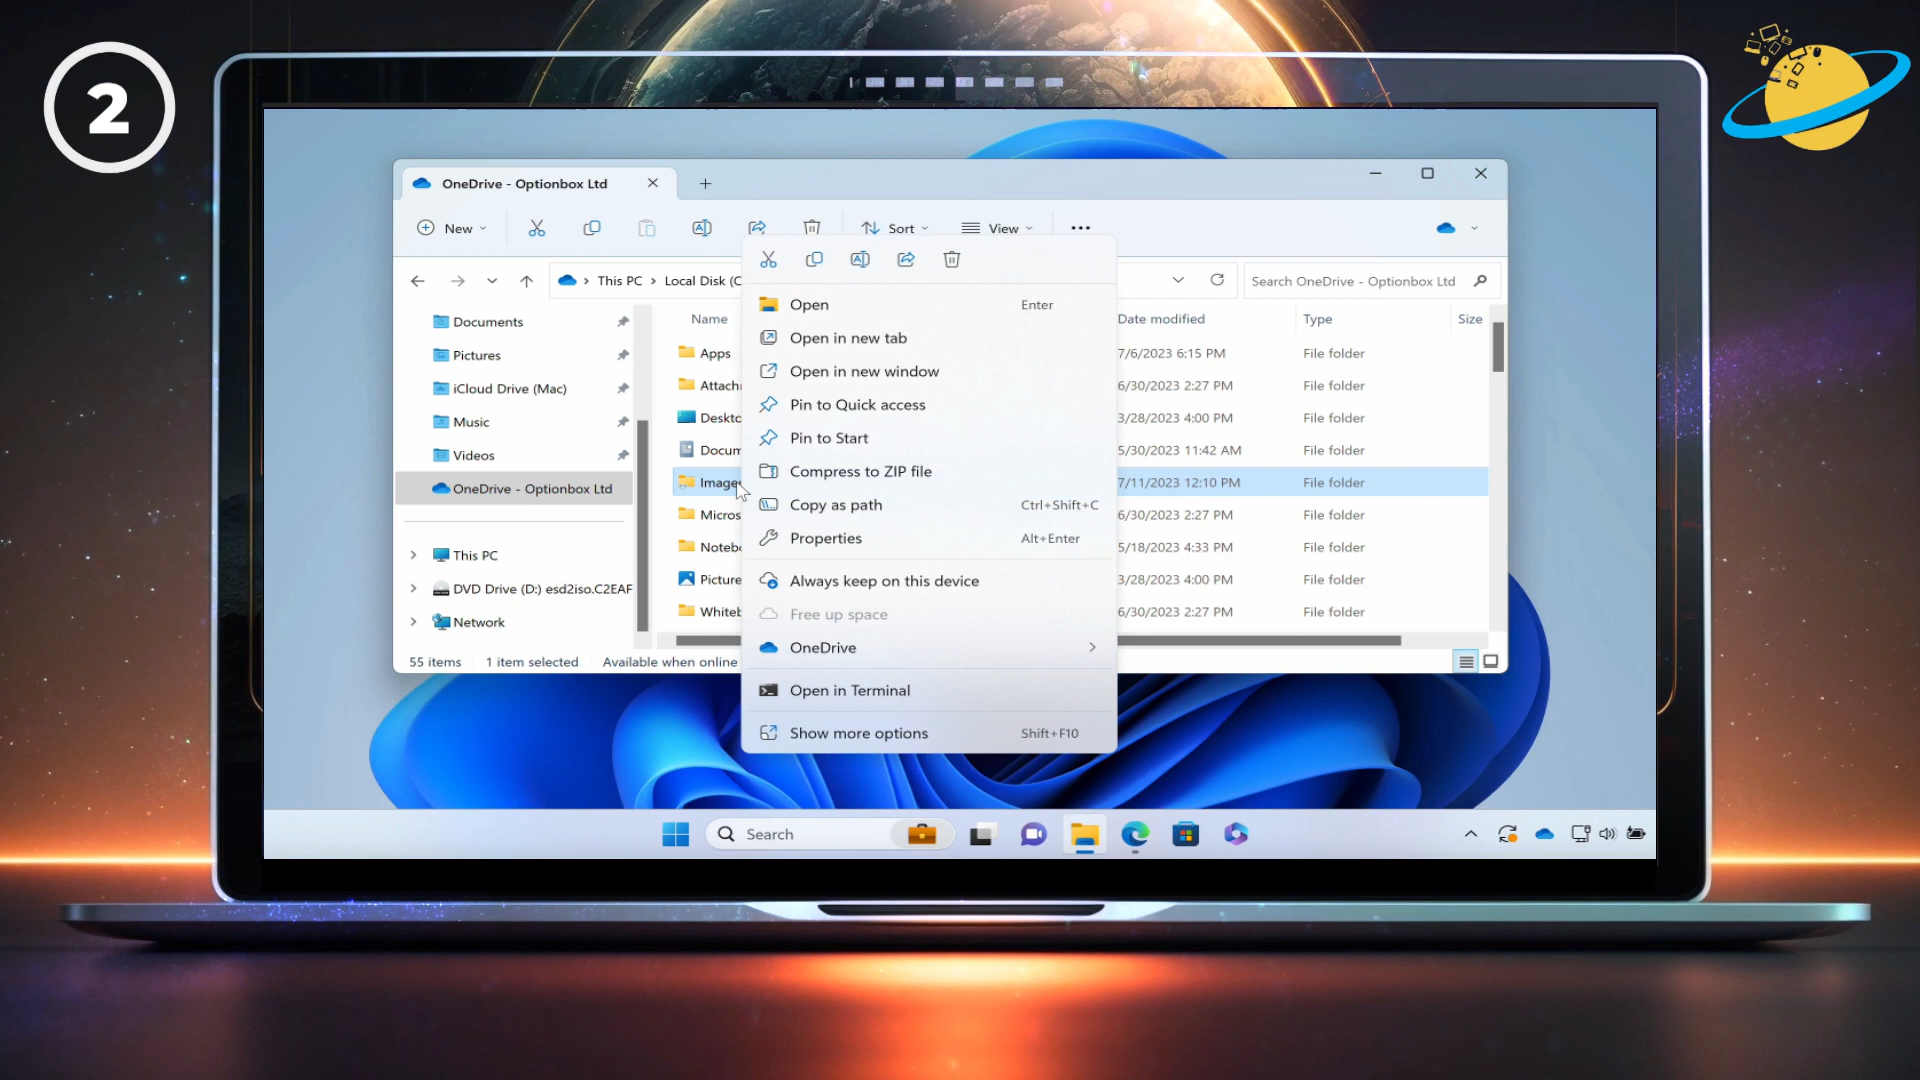 2
OneDrive - Optionbox Ltd
New
Sort
View
This PC
Local Disk (C
Search OneDrive - Optionbox Ltd
Documents
Pictures
iCloud Drive (Mac)
Music
Videos
OneDrive - Optionbox Ltd
This PC
DVD Drive (D:) esd2iso.C2EAF
Network
Name
Date modified
Type
Size
Apps
7/6/2023 6:15 PM
File folder
Attach
6/30/2023 2:27 PM
File folder
Deskto
3/28/2023 4:00 PM
File folder
Docum
5/30/2023 11:42 AM
File folder
Image
7/11/2023 12:10 PM
File folder
Micros
6/30/2023 2:27 PM
File folder
Noteb
5/18/2023 4:33 PM
File folder
Picture
3/28/2023 4:00 PM
File folder
Whiteb
6/30/2023 2:27 PM
File folder
Open Enter
Open in new tab
Open in new window
Pin to Quick access
Pin to Start
Compress to ZIP file
Copy as path Ctrl+Shift+C
Properties Alt+Enter
Always keep on this device
Free up space
OneDrive
Open in Terminal
Show more options Shift+F10
55 items
1 item selected
Available when online
Search